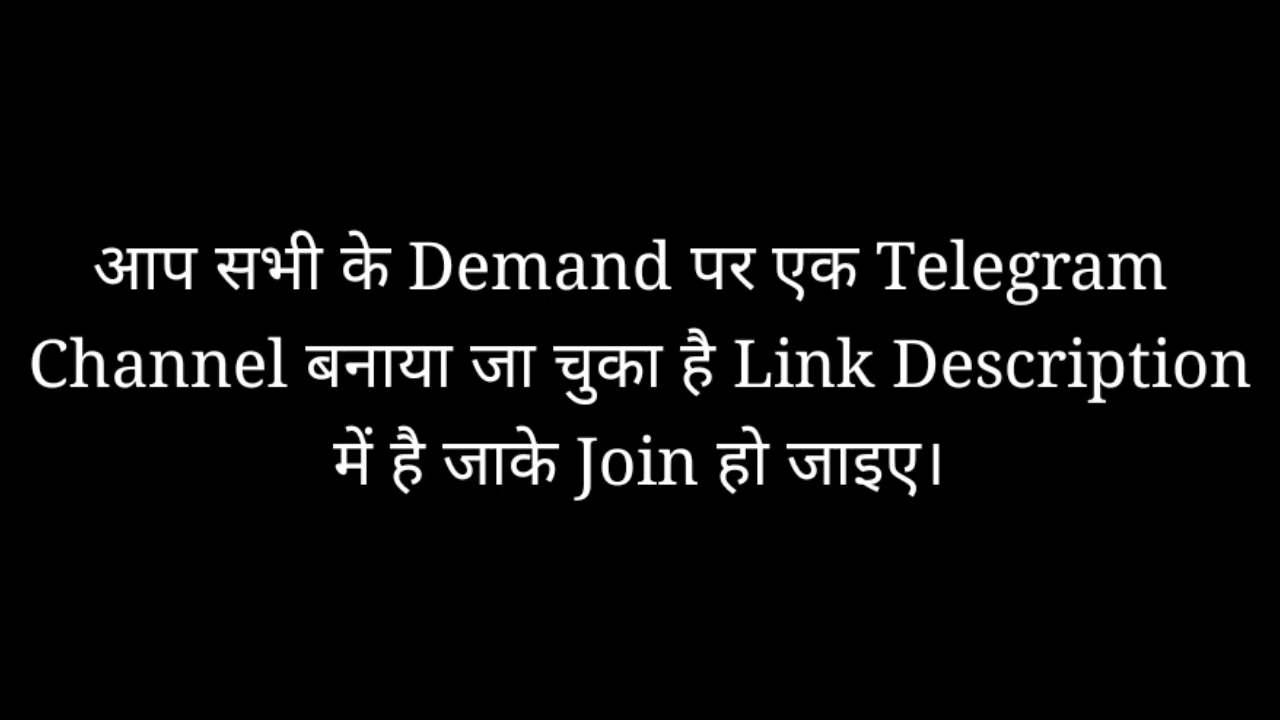 आप सभी के Demand पर एक Telegram
Channel बनाया जा चुका है Link Description
में है जाके Join हो जाइए।